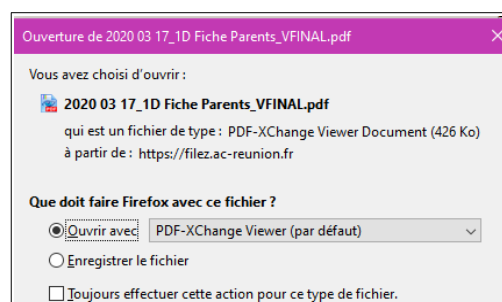 Ouverture de 2020 03 17_1D Fiche Parents_VFINAL.pdf
Vous avez choisi d'ouvrir :
2020 03 17_1D Fiche Parents_VFINAL.pdf
qui est un fichier de type : PDF-XChange Viewer Document (426 Ko)
à partir de : https://filez.ac-reunion.fr
Que doit faire Firefox avec ce fichier ?
Ouvrir avec PDF-XChange Viewer (par défaut)
Enregistrer le fichier
Toujours effectuer cette action pour ce type de fichier.